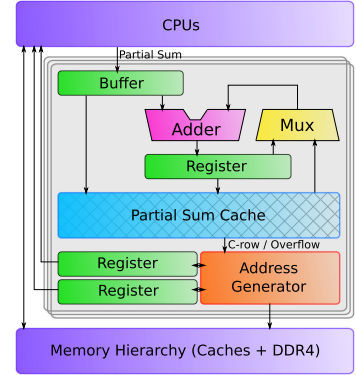 CPUs
Partial Sum
Buffer
Adder
Mux
Register
Partial Sum Cache
C-row / Overflow
Register
Register
Address
Generator
Memory Hierarchy (Caches + DDR4)